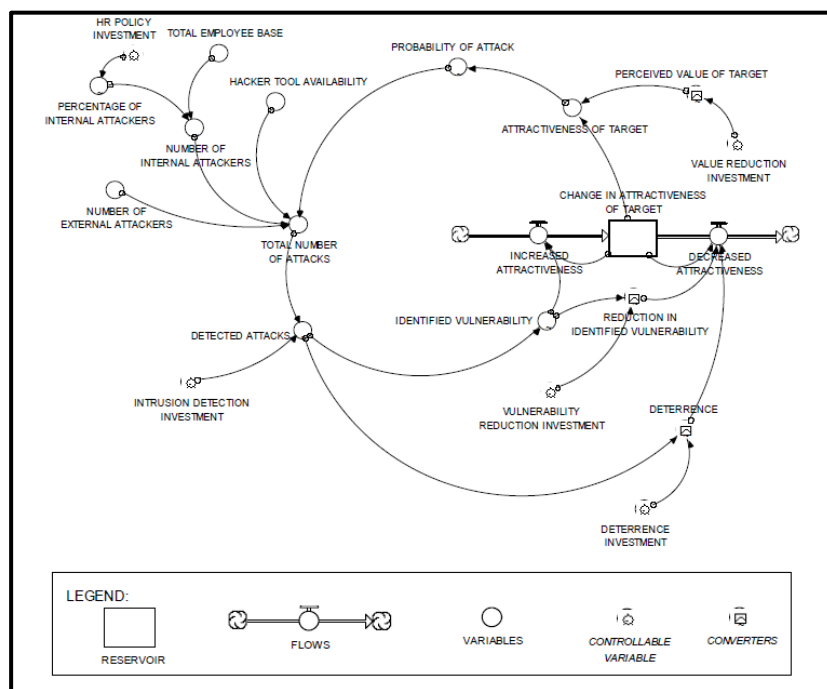 HR POLICY
INVESTMENT
TOTAL EMPLOYEE BASE
PROBABILITY OF ATTACK
HACKER TOOL AVAILABILITY
PERCEIVED VALUE OF TARGET
PERCENTAGE OF
INTERNAL ATTACKERS
ATTRACTIVENESS OF TARGET
NUMBER OF
INTERNAL ATTACKERS
VALUE REDUCTION
INVESTMENT
CHANGE IN ATTRACTIVENESS
OF TARGET
NUMBER OF
EXTERNAL ATTACKERS
TOTAL NUMBER
OF ATTACKS
INCREASED
ATTRACTIVENESS
DECREASED
ATTRACTIVENESS
IDENTIFIED VULNERABILITY
REDUCTION IN
IDENTIFIED VULNERABILITY
DETECTED ATTACKS
INTRUSION DETECTION
INVESTMENT
VULNERABILITY
REDUCTION INVESTMENT
DETERRENCE
DETERRENCE
INVESTMENT
LEGEND:
RESERVOIR
FLOWS
VARIABLES
CONTROLLABLE
VARIABLE
CONVERTERS